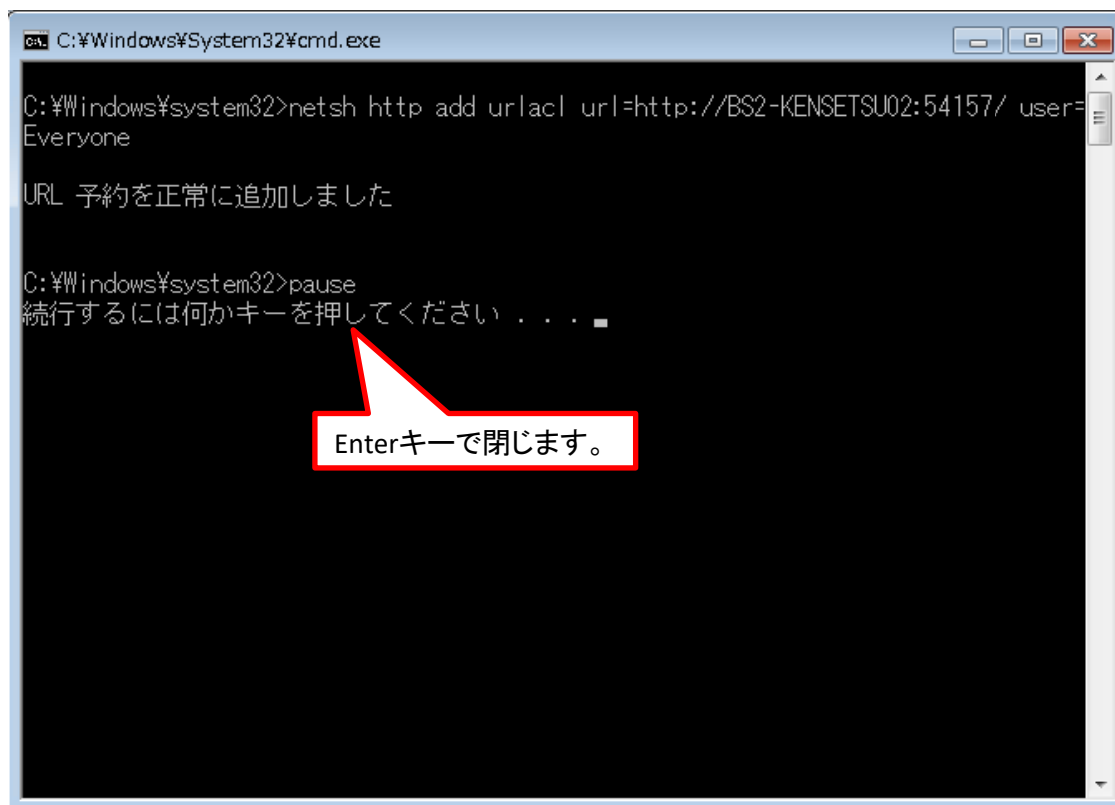 C:¥Windows¥System32¥cmd.exe
C:¥Windows¥system32>netsh http add urlacl url=http://BS2-KENSETSU02:54157/ user=
Everyone
URL 予約を正常に追加しました
C:¥Windows¥system32>pause
続行するには何かキーを押してください . . .
Enterキーで閉じます。